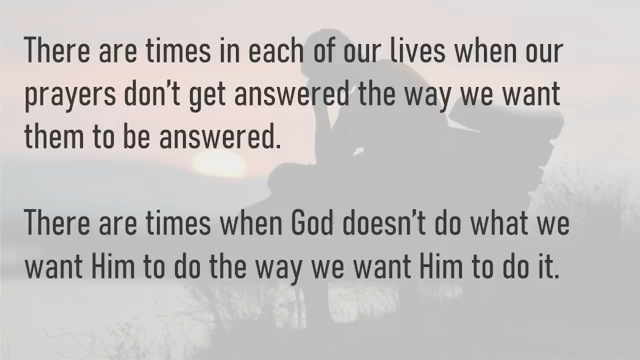 There are times in each of our lives when our
prayers don’t get answered the way we want
them to be answered.
There are times when God doesn’t do what we
want Him to do the way we want Him to do it.